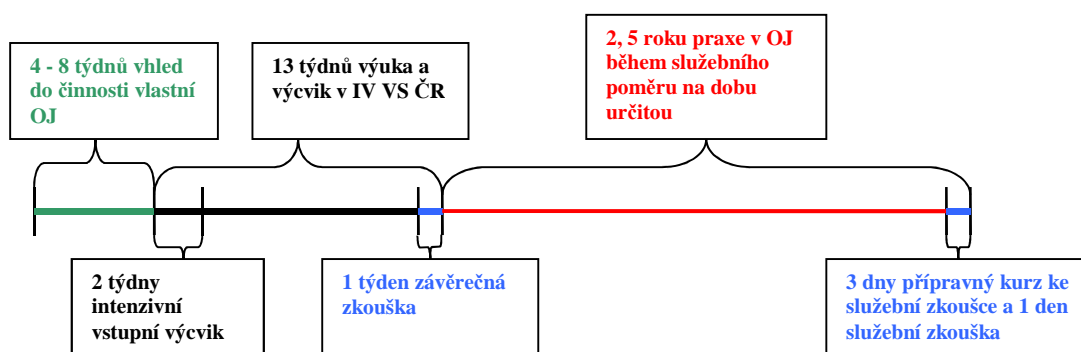 4 - 8 týdnů vhled
do činnosti vlastní
OJ
13 týdnů výuka a
výcvik v IV VS ČR
2, 5 roku praxe v OJ
během služebního
poměru na dobu
určitou
2 týdny
intenzivní
vstupní výcvik
1 týden závěrečná
zkouška
3 dny přípravný kurz ke
služební zkoušce a 1 den
služební zkouška